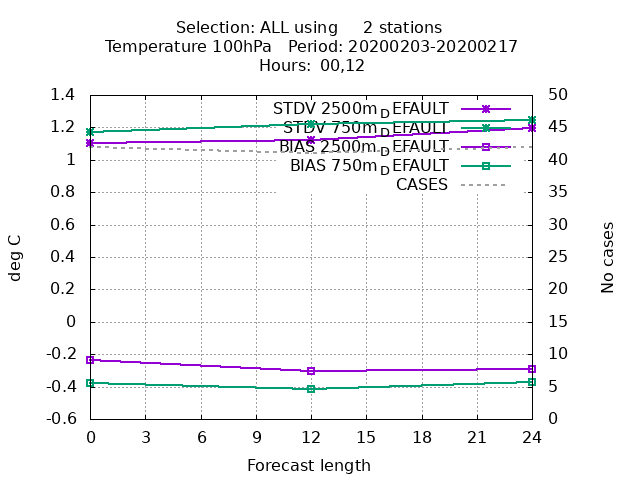 Selection: ALL using 2 stations
Temperature 100hPa Period: 20200203-20200217
Hours: 00,12
1.4
1.2
1
0.8
0.6
0.4
0.2
0
-0.2
-0.4
-0.6
50
45
40
35
30
25
20
15
10
5
0
STDV 2500m_DEFAULT
STDV 750m_DEFAULT
BIAS 2500m_DEFAULT
BIAS 750m_DEFAULT
CASES
deg C
No cases
0 3 6 9 12 15 18 21 24
Forecast length